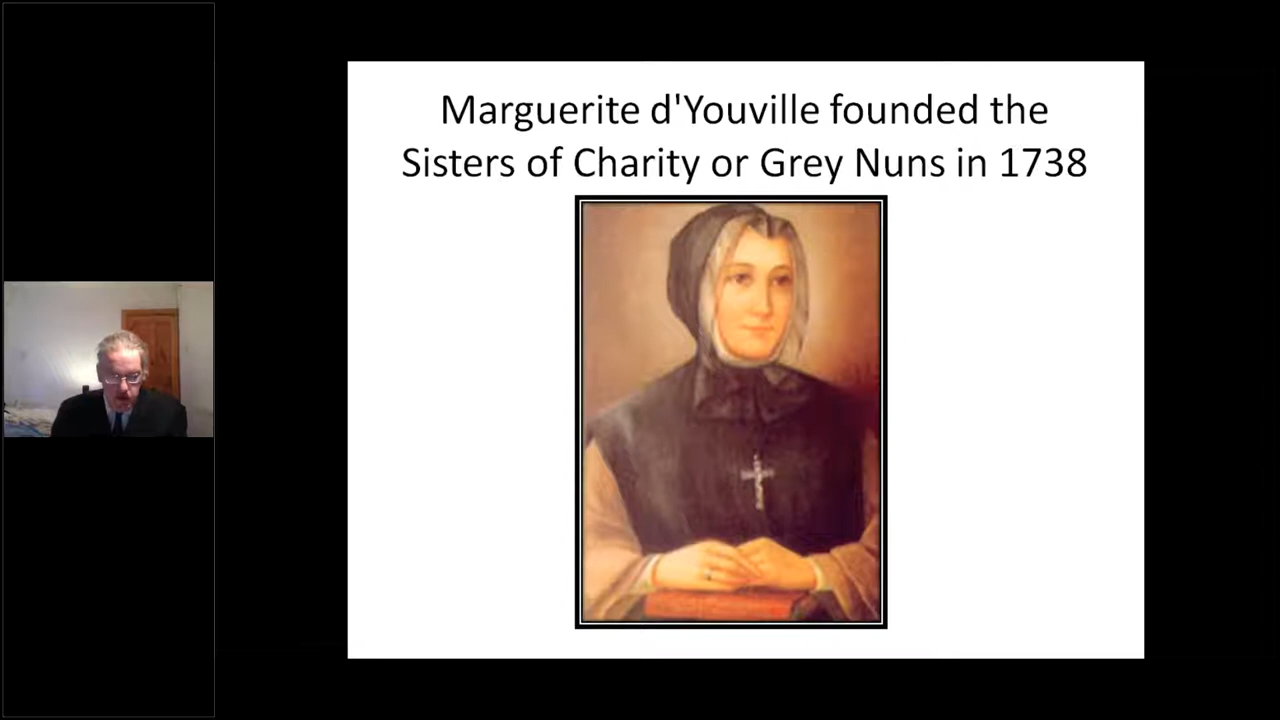 Marguerite d'Youville founded the
Sisters of Charity or Grey Nuns in 1738